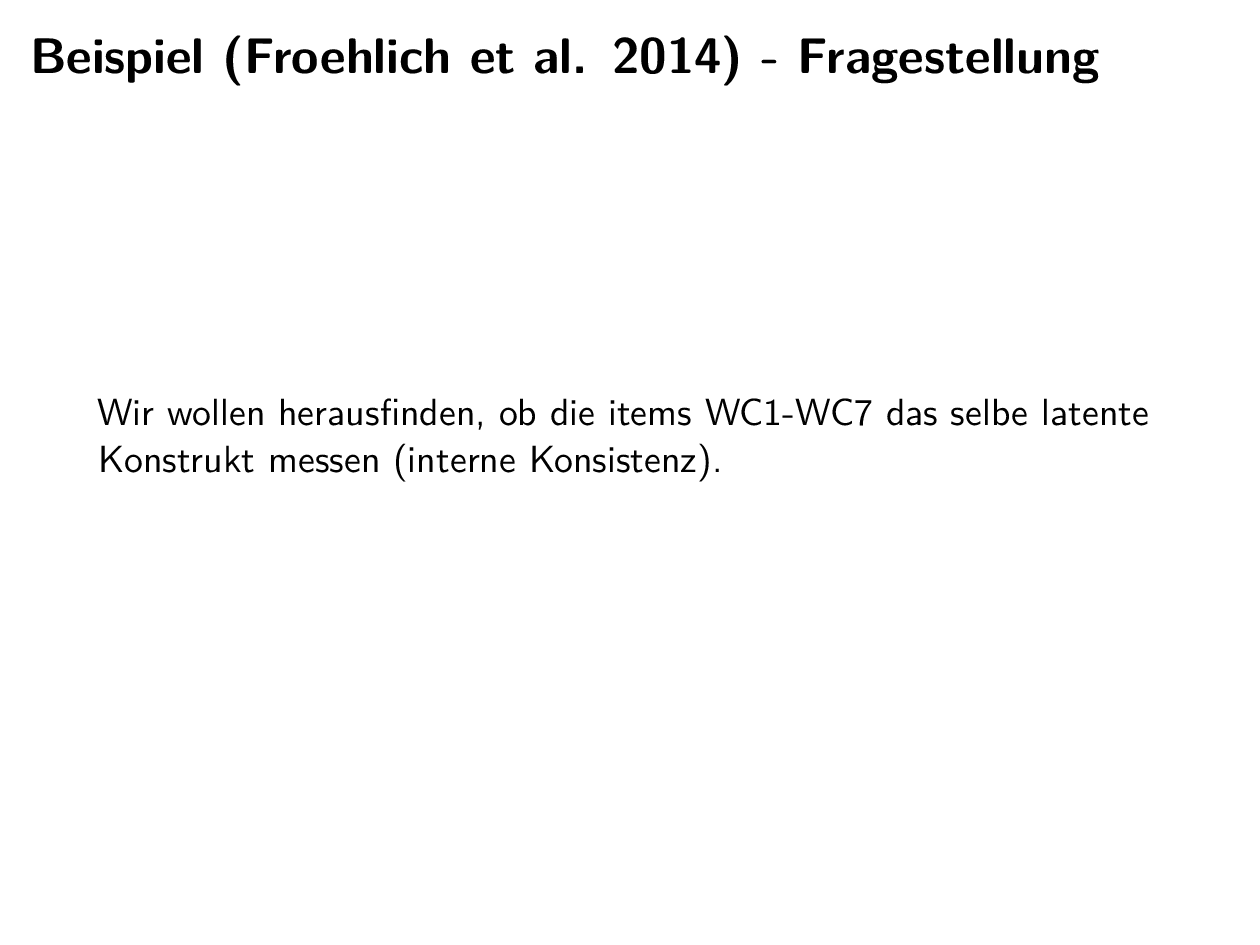 Beispiel (Froehlich et al. 2014) - Fragestellung
Wir wollen herausfinden, ob die items WC1-WC7 das selbe latente
Konstrukt messen (interne Konsistenz).